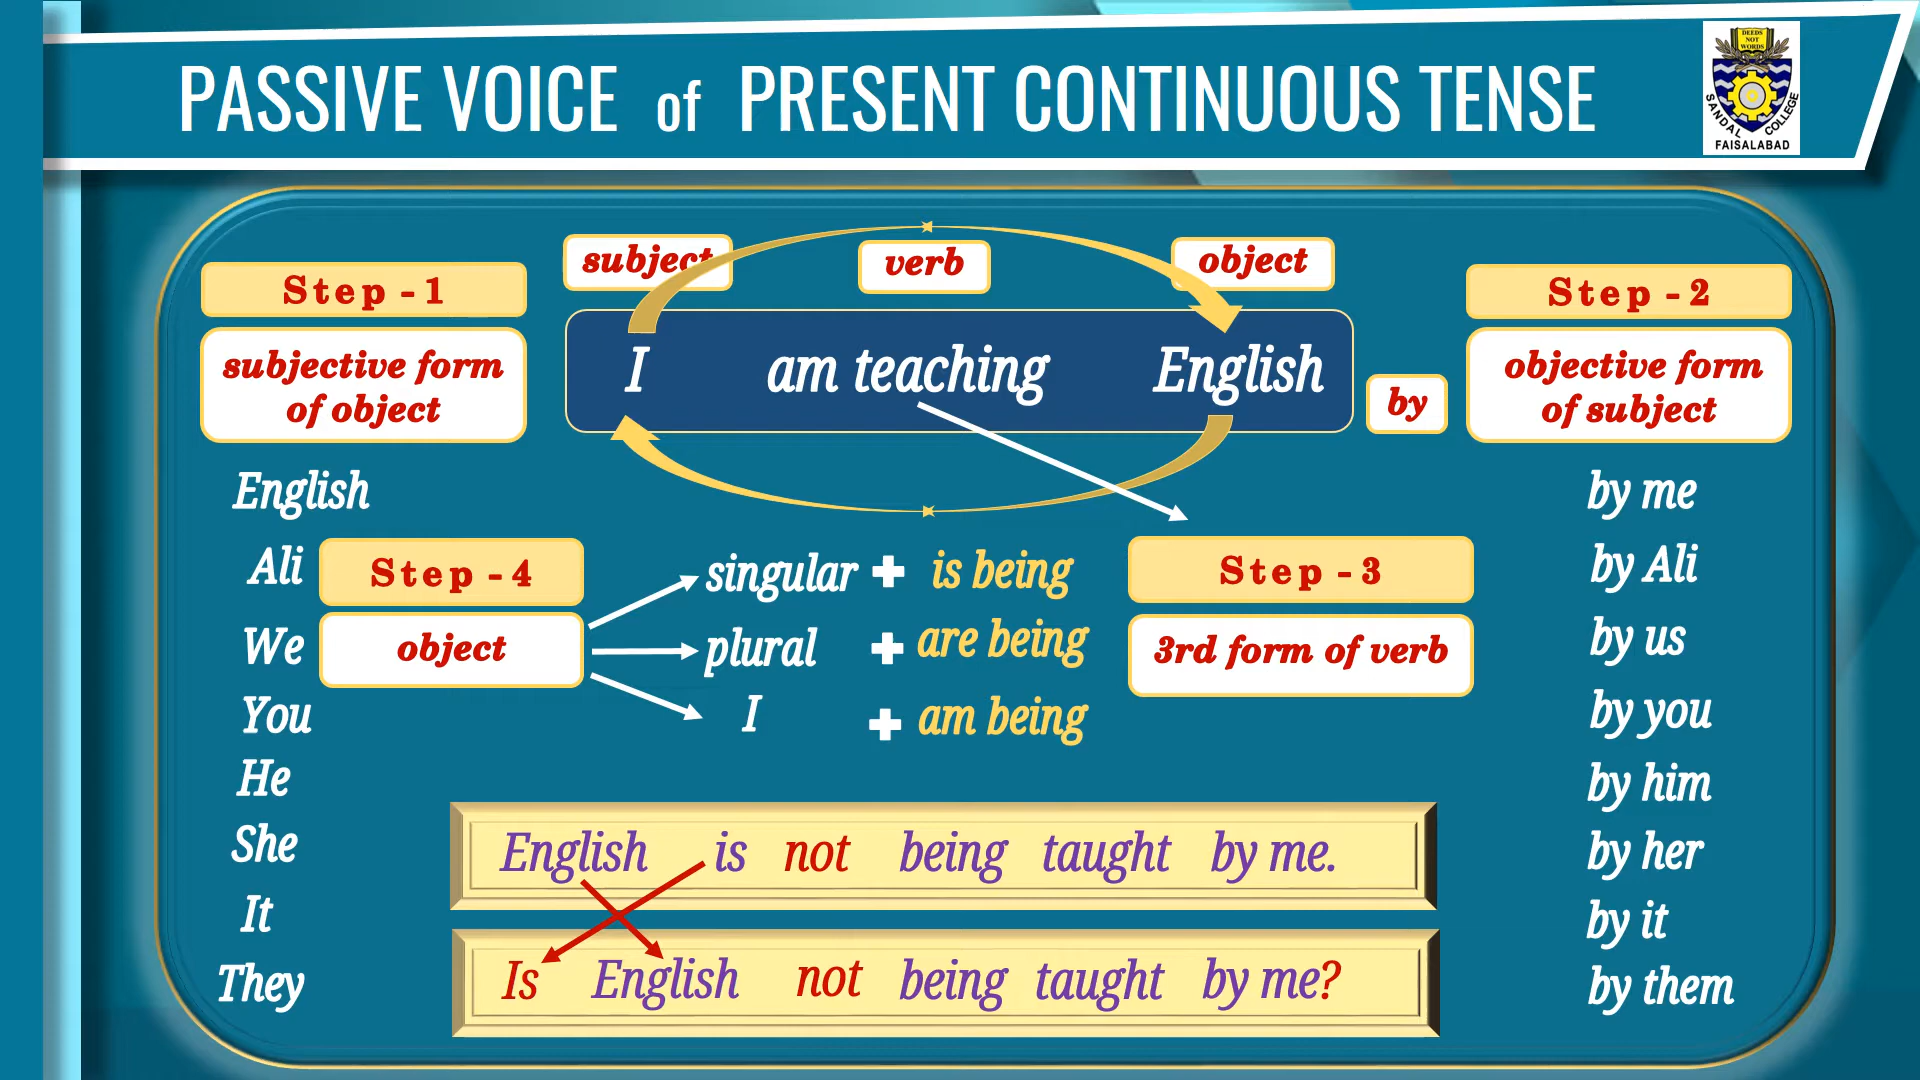 PASSIVE VOICE of PRESENT CONTINUOUS TENSE
DEEDS
NOT
WORDS
SANDAL COLLEGE
FAISALABAD
subject verb object
Step - 1
subjective form
of object
I am teaching English
by
Step - 2
objective form
of subject
English
Ali
We
You
He
She
It
They
Step - 4
object
singular + is being
plural + are being
I + am being
Step - 3
3rd form of verb
by me
by Ali
by us
by you
by him
by her
by it
by them
English is not being taught by me.
Is English not being taught by me?